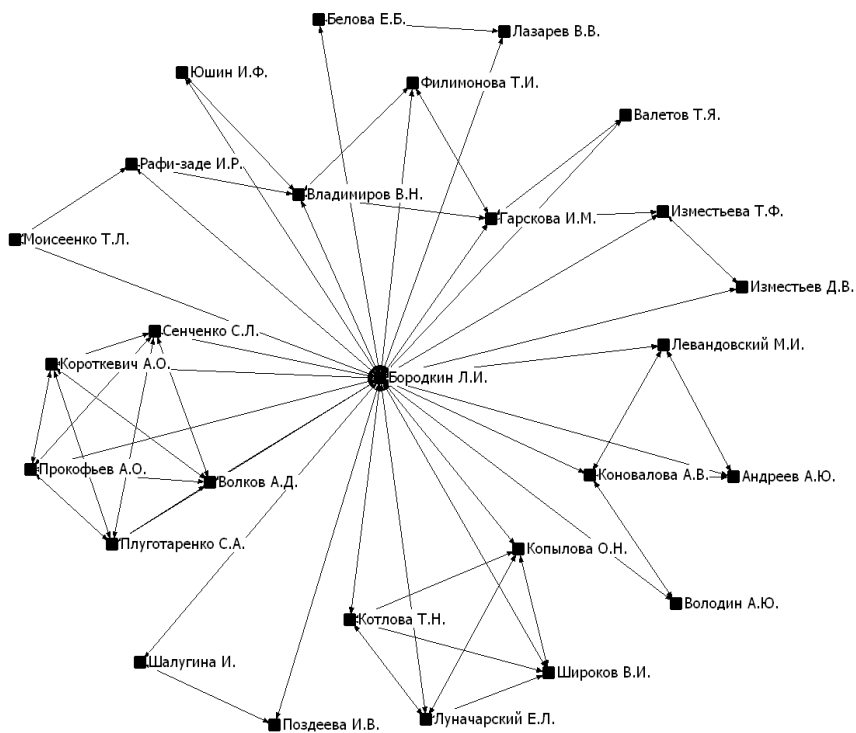 Белова Е.Б.
Лазарев В.В.
Юшин И.Ф.
Филимонова Т.И.
Валетов Т.Я.
Рафи-заде И.Р.
Владимиров В.Н.
Гарскова И.М.
Изместьева Т.Ф.
Моисеенко Т.Л.
Изместьев Д.В.
Сенченко С.Л.
Левандовский М.И.
Короткевич А.О.
Бородкин Л.И.
Прокофьев А.О.
Волков А.Д.
Коновалова А.В.
Андреев А.Ю.
Плуготаренко С.А.
Копылова О.Н.
Володин А.Ю.
Котлова Т.Н.
Шалугина И.
Широков В.И.
Поздеева И.В.
Луначарский Е.Л.